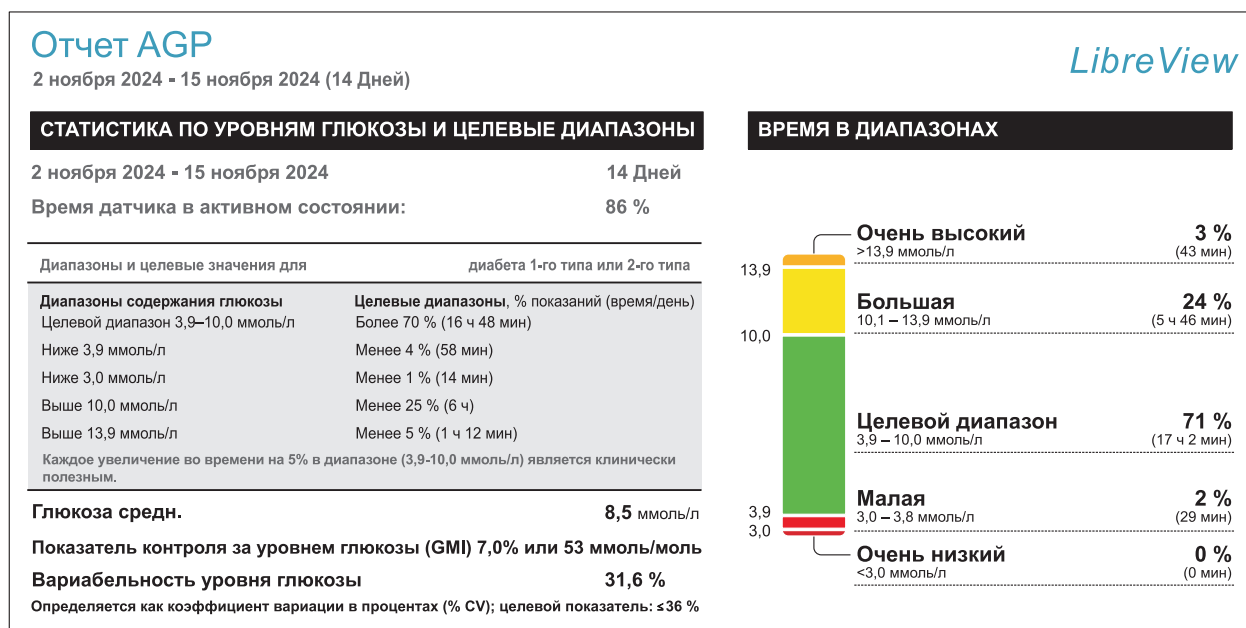 Отчет AGP
2 ноября 2024 - 15 ноября 2024 (14 Дней)
LibreView
СТАТИСТИКА ПО УРОВНЯМ ГЛЮКОЗЫ И ЦЕЛЕВЫЕ ДИАПАЗОНЫ
2 ноября 2024 - 15 ноября 2024 14 Дней
Время датчика в активном состоянии: 86 %
Диапазоны и целевые значения для диабета 1-го типа или 2-го типа
Диапазоны содержания глюкозы Целевые диапазоны, % показаний (время/день)
Целевой диапазон 3,9–10,0 ммоль/л Более 70 % (16 ч 48 мин)
Ниже 3,9 ммоль/л Менее 4 % (58 мин)
Ниже 3,0 ммоль/л Менее 1 % (14 мин)
Выше 10,0 ммоль/л Менее 25 % (6 ч)
Выше 13,9 ммоль/л Менее 5 % (1 ч 12 мин)
Каждое увеличение во времени на 5% в диапазоне (3,9-10,0 ммоль/л) является клинически
полезным.
Глюкоза средн. 8,5 ммоль/л
Показатель контроля за уровнем глюкозы (GMI) 7,0% или 53 ммоль/моль
Вариабельность уровня глюкозы 31,6 %
Определяется как коэффициент вариации в процентах (% CV); целевой показатель: ≤36 %
ВРЕМЯ В ДИАПАЗОНАХ
Очень высокий 3 %
>13,9 ммоль/л (43 мин)
13,9
Большая 24 %
10,1 – 13,9 ммоль/л (5 ч 46 мин)
10,0
Целевой диапазон 71 %
3,9 – 10,0 ммоль/л (17 ч 2 мин)
Малая 2 %
3,9
3,0 – 3,8 ммоль/л (29 мин)
3,0
Очень низкий 0 %
<3,0 ммоль/л (0 мин)